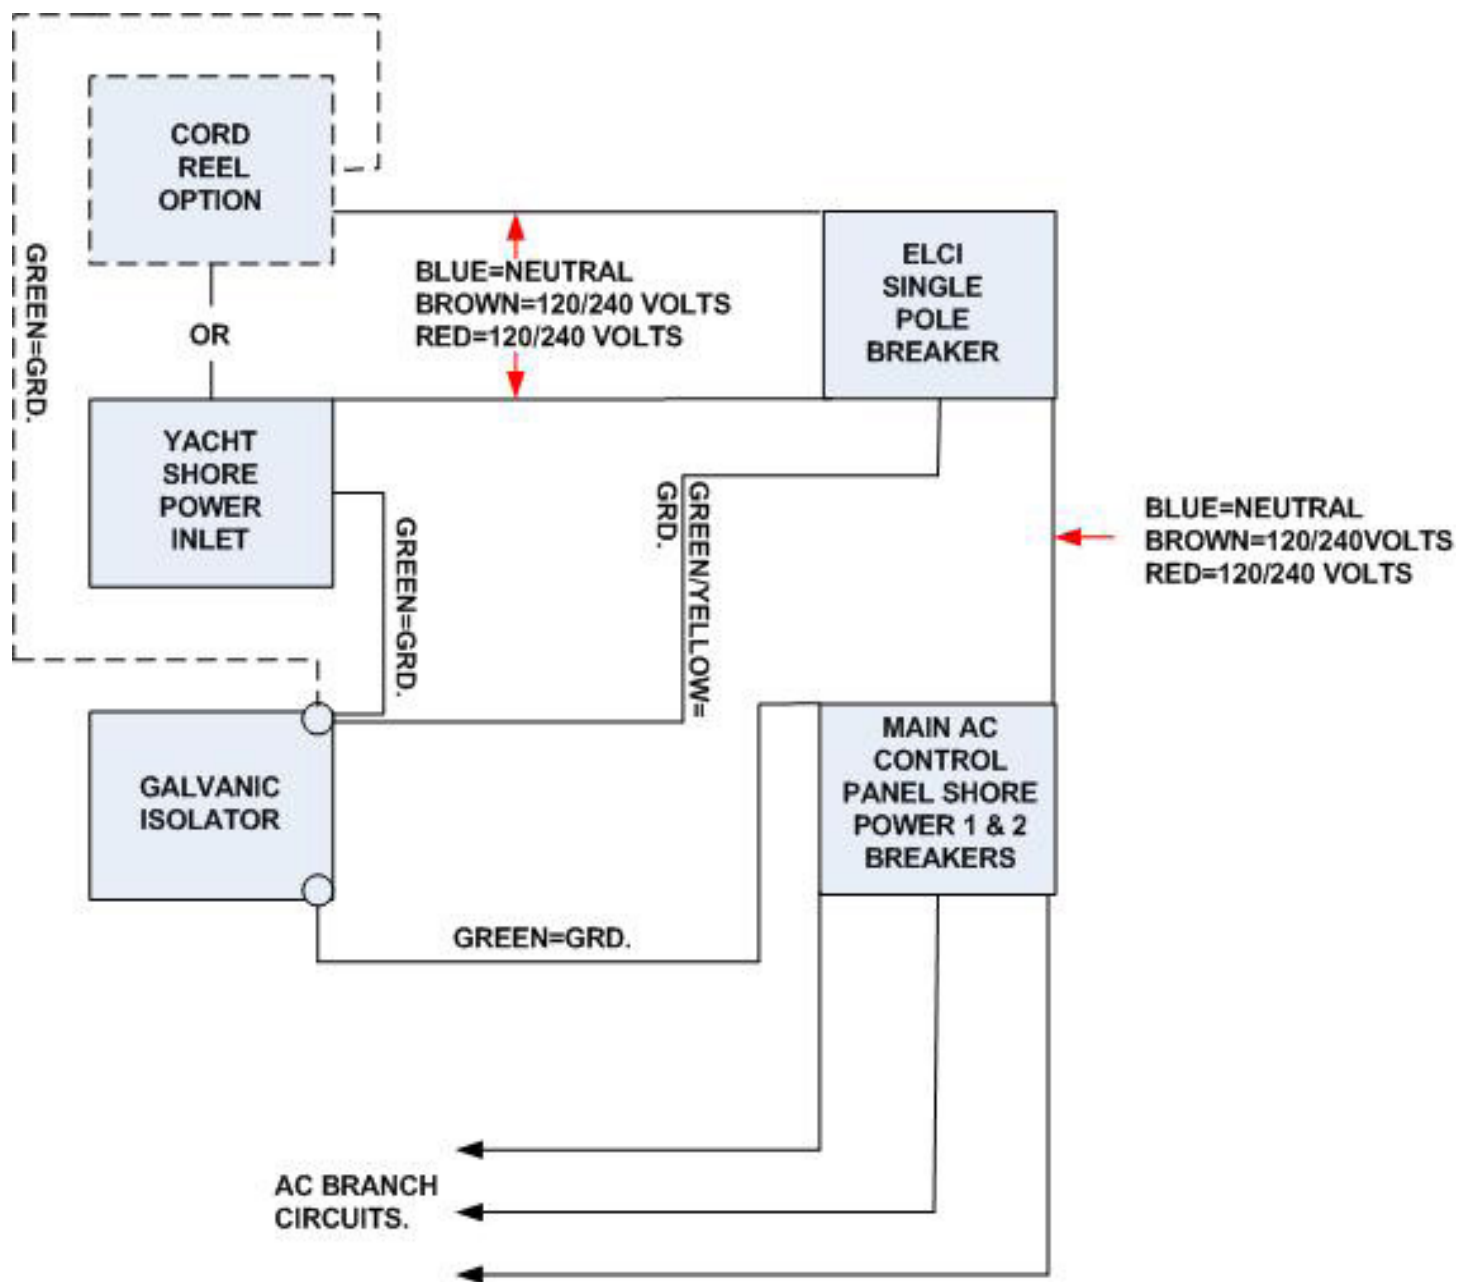 CORD
REEL
OPTION
GREEN=GRD.
OR
BLUE=NEUTRAL
BROWN=120/240 VOLTS
RED=120/240 VOLTS
ELCI
SINGLE
POLE
BREAKER
YACHT
SHORE
POWER
INLET
GREEN=GRD.
GREEN/YELLOW=
GRD.
BLUE=NEUTRAL
BROWN=120/240VOLTS
RED=120/240 VOLTS
GALVANIC
ISOLATOR
MAIN AC
CONTROL
PANEL SHORE
POWER 1 & 2
BREAKERS
GREEN=GRD.
AC BRANCH
CIRCUITS.